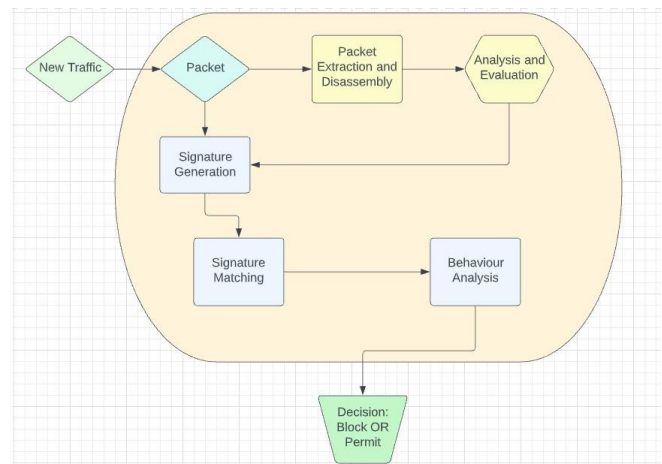 New Traffic
Packet
Packet
Extraction and
Disassembly
Analysis and
Evaluation
Signature
Generation
Signature
Matching
Behaviour
Analysis
Decision:
Block OR
Permit